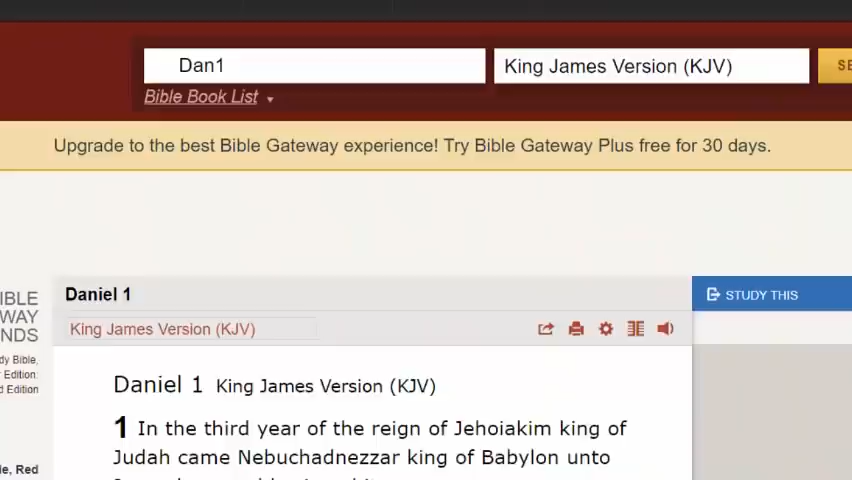 Dan1
King James Version (KJV)
Bible Book List
Upgrade to the best Bible Gateway experience! Try Bible Gateway Plus free for 30 days.
Daniel 1
STUDY THIS
King James Version (KJV)
Edition:
Red
Daniel 1 King James Version (KJV)
1 In the third year of the reign of Jehoiakim king of
Judah came Nebuchadnezzar king of Babylon unto